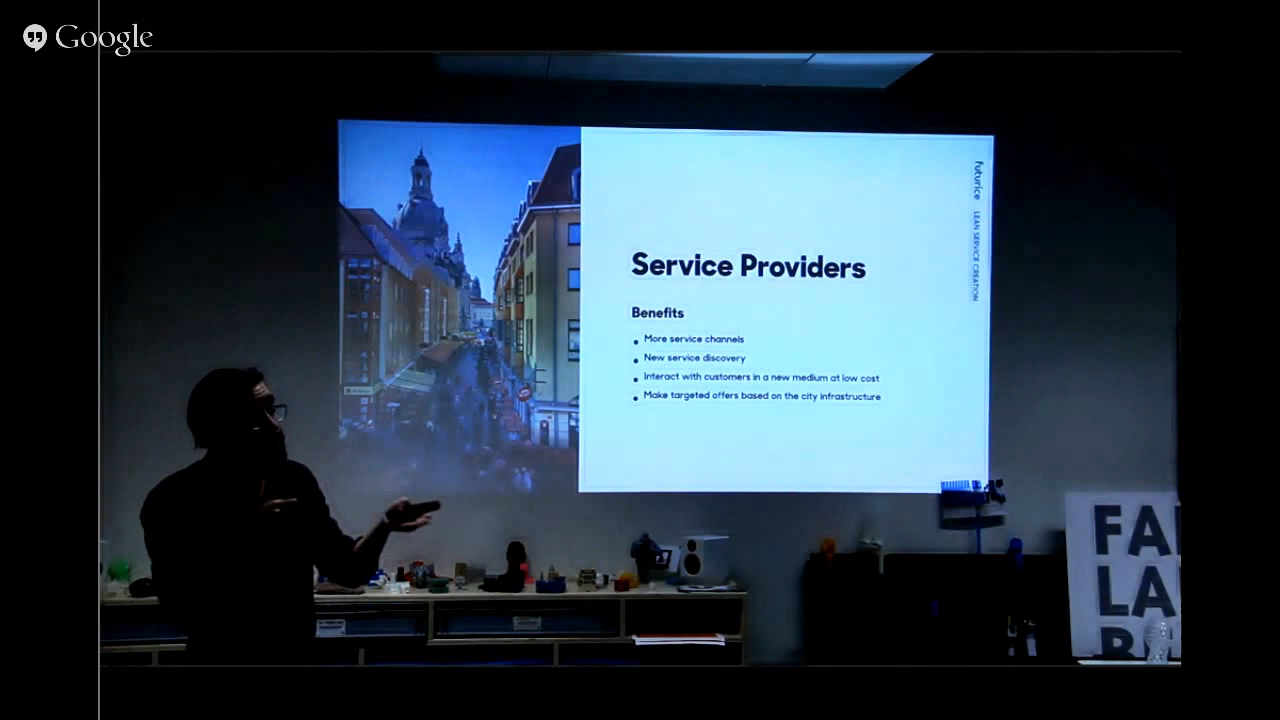 Google
futurice LEAN SERVICE CREATION
Service Providers
Benefits
• More service channels
• New service discovery
• Interact with customers in a new medium at low cost
• Make targeted offers based on the city infrastructure
FA
LA